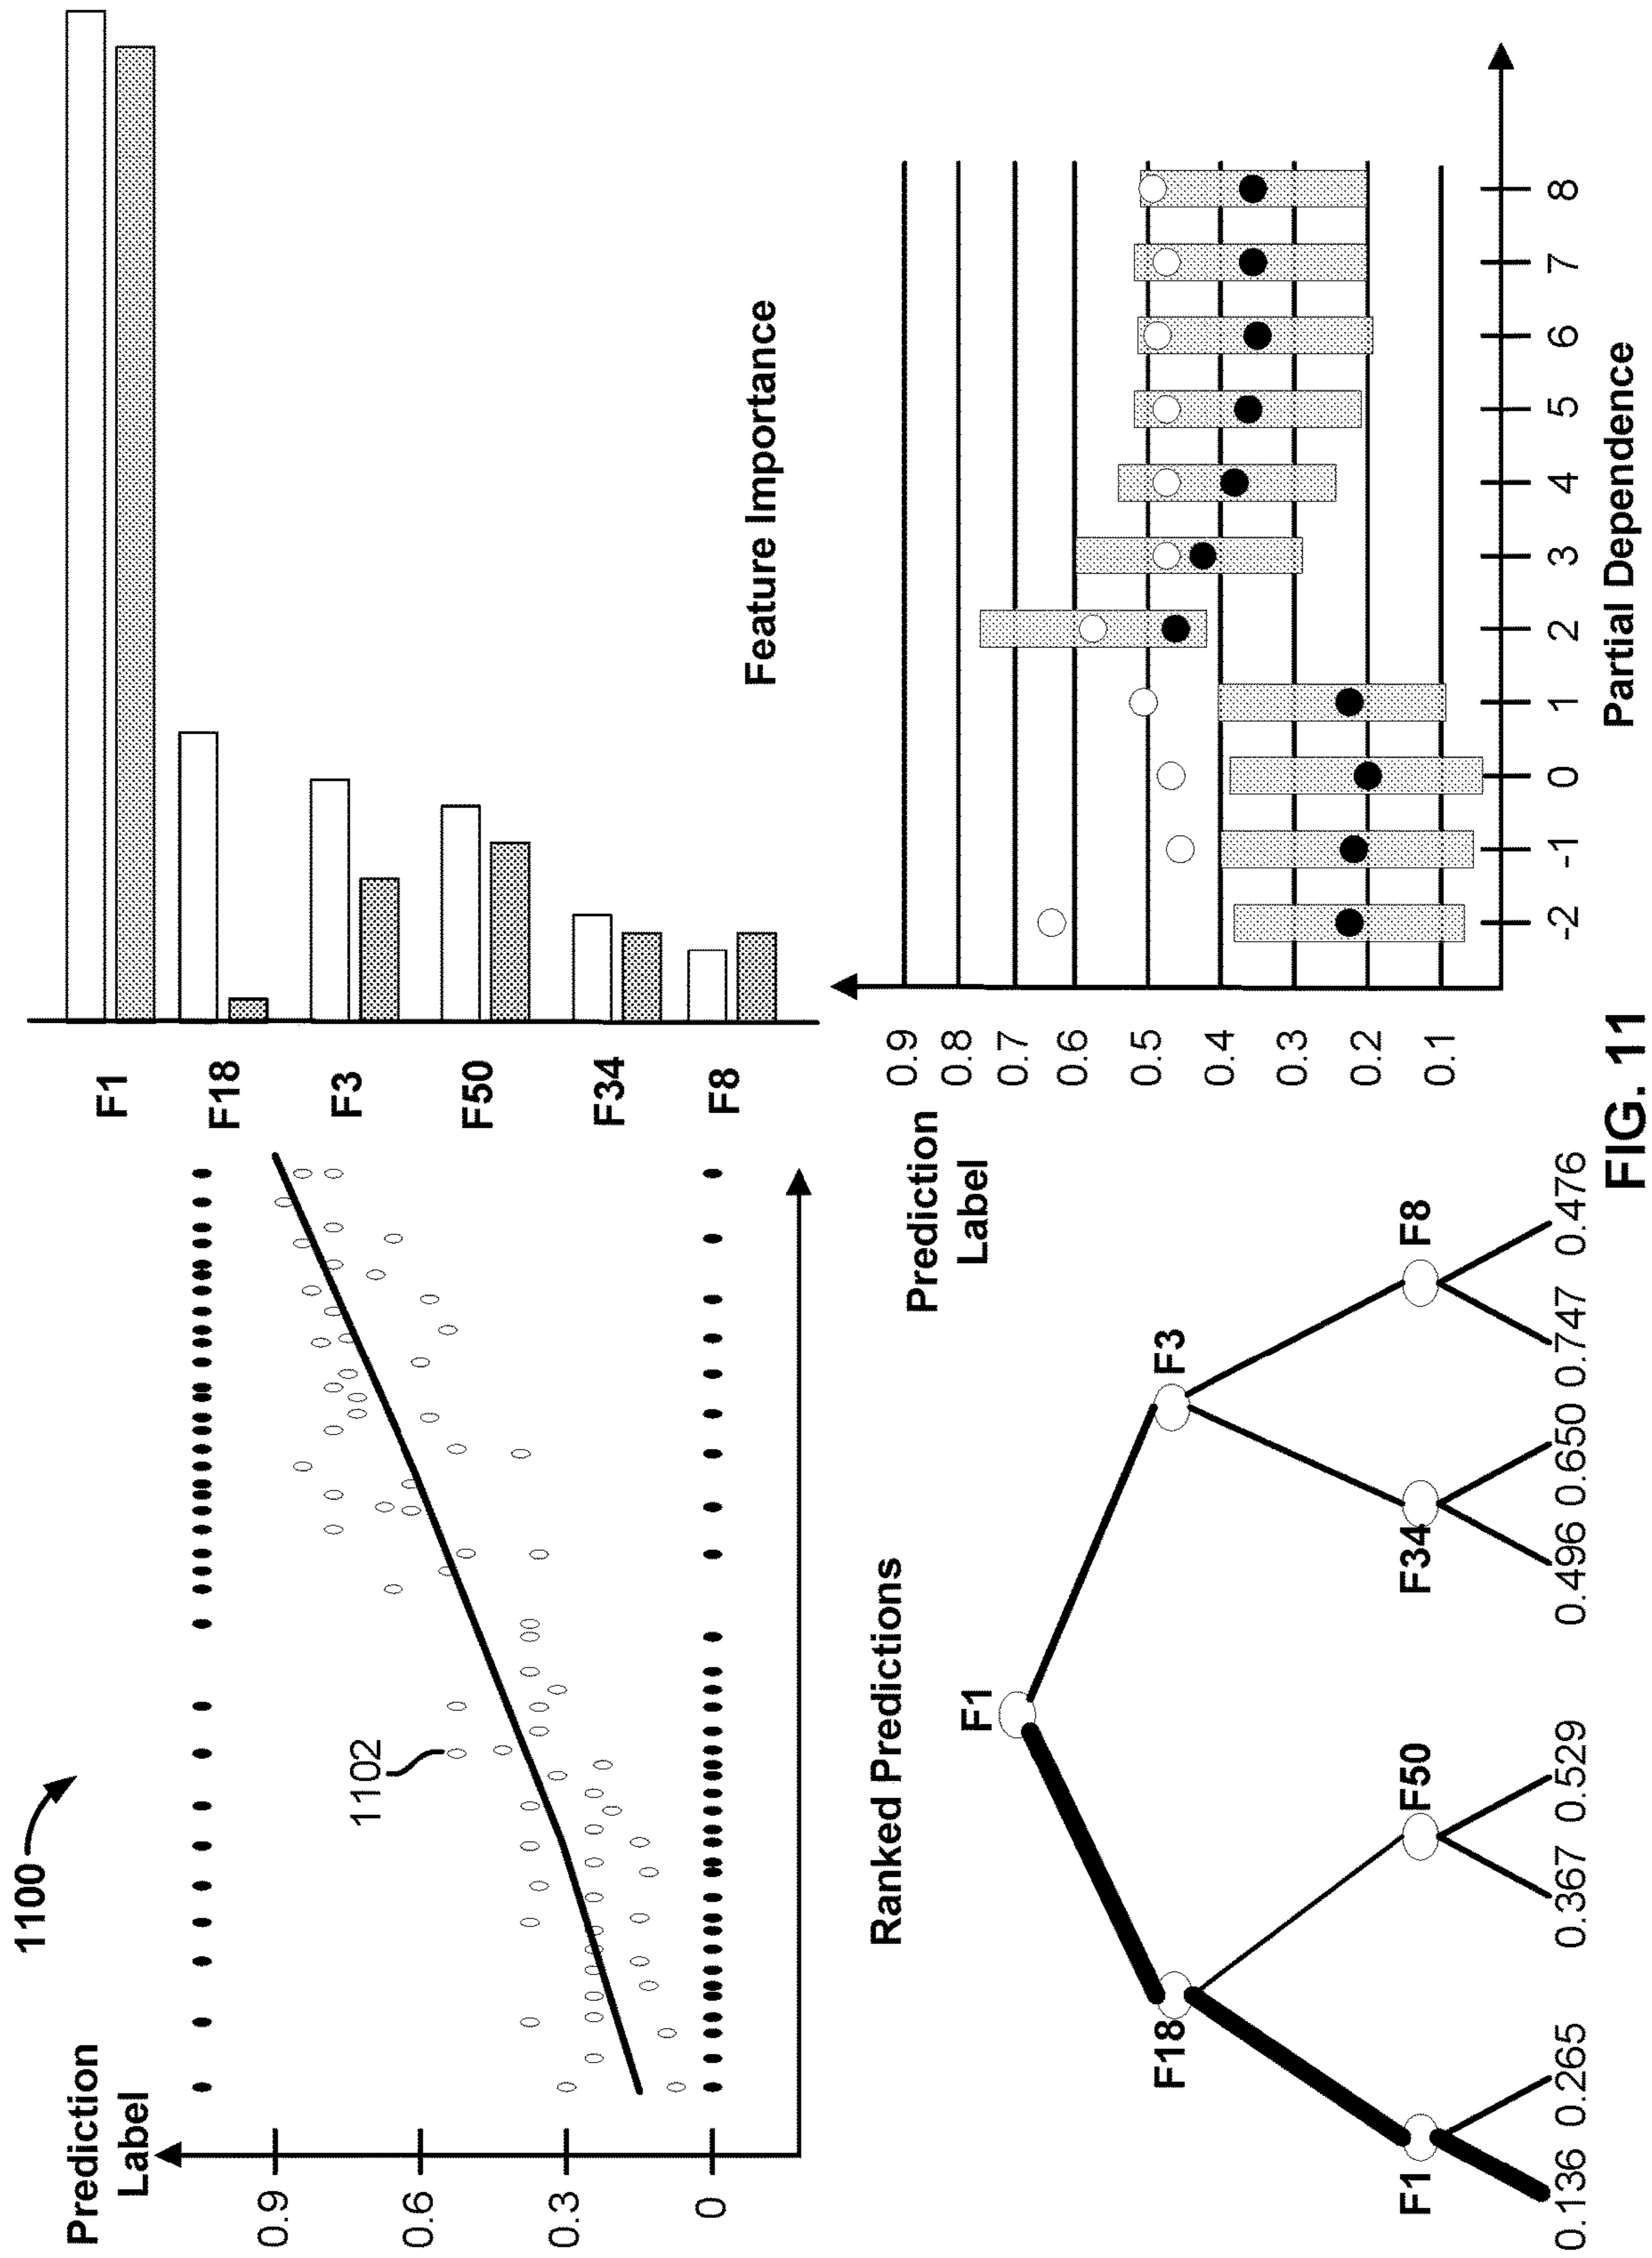 1100
Prediction
Label
0.9
0.6
0.3
0
1102
Ranked Predictions
F1
F18
F3
F50
F34
F8
Feature Importance
F1
F18
F3
F1
F50
F34
F8
0.136 0.265 0.367 0.529 0.496 0.650 0.747 0.476
Prediction
Label
0.9
0.8
0.7
0.6
0.5
0.4
0.3
0.2
0.1
-2 -1 0 1 2 3 4 5 6 7 8
Partial Dependence
FIG. 11